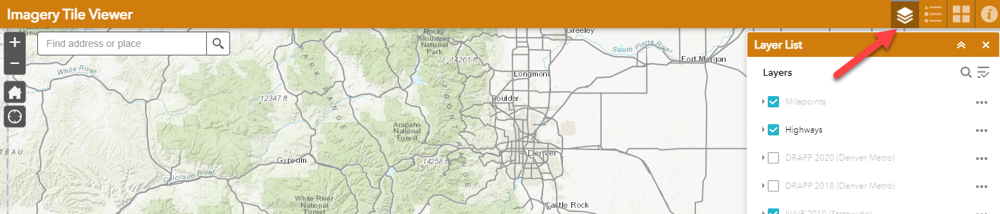 Imagery Tile Viewer
Find address or place
Layer List
Layers
Milepoints
Highways
DRAPP 2020 (Denver Metro)
DRAPP 2018 (Denver Metro)
NAIP 2019 (Statewide)
White River
12347 ft
PARK RANGE
Rocky
Mountain
National
Park
14261 ft
FRONT RANGE
Greeley
South Platte River
Fort Morgan
Longmont
Boulder
Arapaho
National
Forest
Denver
14258 ft
Gypsum
Colorado River
White River
National
Castle Rock